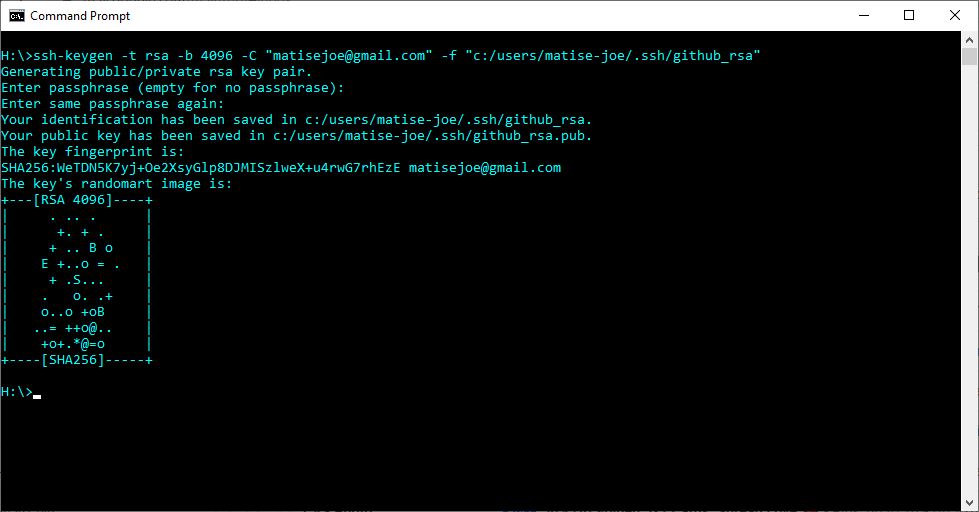 Command Prompt
H:\>ssh-keygen -t rsa -b 4096 -C "matisejoe@gmail.com" -f "c:/users/matise-joe/.ssh/github_rsa"
Generating public/private rsa key pair.
Enter passphrase (empty for no passphrase):
Enter same passphrase again:
Your identification has been saved in c:/users/matise-joe/.ssh/github_rsa.
Your public key has been saved in c:/users/matise-joe/.ssh/github_rsa.pub.
The key fingerprint is:
SHA256:WeTDN5K7yj+Oe2XsyGlp8DJMISzlweX+u4rwG7rhEzE matisejoe@gmail.com
The key's randomart image is:
+---[RSA 4096]----+
|     . .. .      |
|      +. + .     |
|     + .. B o    |
|    E +..o = .   |
|     + .S...     |
|    .   o. .+    |
|    o..o +oB     |
|   ..= ++o@..    |
|    +o+.*@=o     |
+----[SHA256]-----+
H:\>